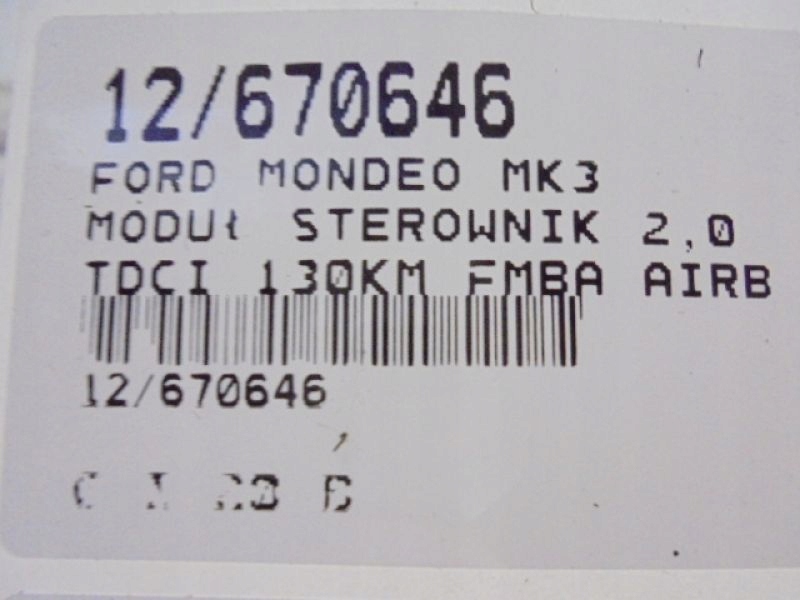 12/670646
FORD MONDEO MK3
MODUł STEROWNIK 2,0
TDCI 130KM FMBA AIRB
12/670646